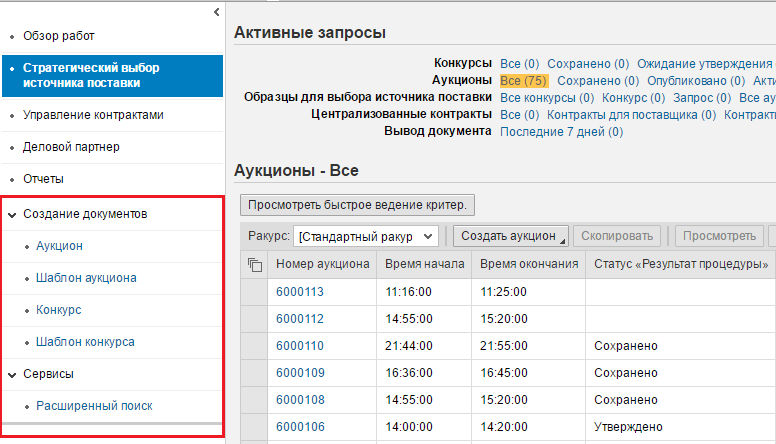 Обзор работ
Стратегический выбор
источника поставки
Управление контрактами
Деловой партнер
Отчеты
Создание документов
Аукцион
Шаблон аукциона
Конкурс
Шаблон конкурса
Сервисы
Расширенный поиск
Активные запросы
Конкурсы Все (0) Сохранено (0) Ожидание утверждения
Аукционы Все (75) Сохранено (0) Опубликовано (0) Акти
Образцы для выбора источника поставки Все конкурсы (0) Конкурс (0) Запрос (0) Все ау
Централизованные контракты Все (0) Контракты для поставщика (0) Контракт
Вывод документа Последние 7 дней (0)
Аукционы - Все
Просмотреть быстрое ведение критер.
Ракурс: [Стандартный ракур Создать аукцион Скопировать Просмотреть
Номер аукциона Время начала Время окончания Статус «Результат процедуры»
6000113 11:16:00 11:25:00
6000112 14:55:00 15:20:00
6000110 21:44:00 21:55:00 Сохранено
6000109 16:36:00 16:45:00 Сохранено
6000108 14:55:00 15:20:00 Сохранено
6000106 14:00:00 14:20:00 Утверждено